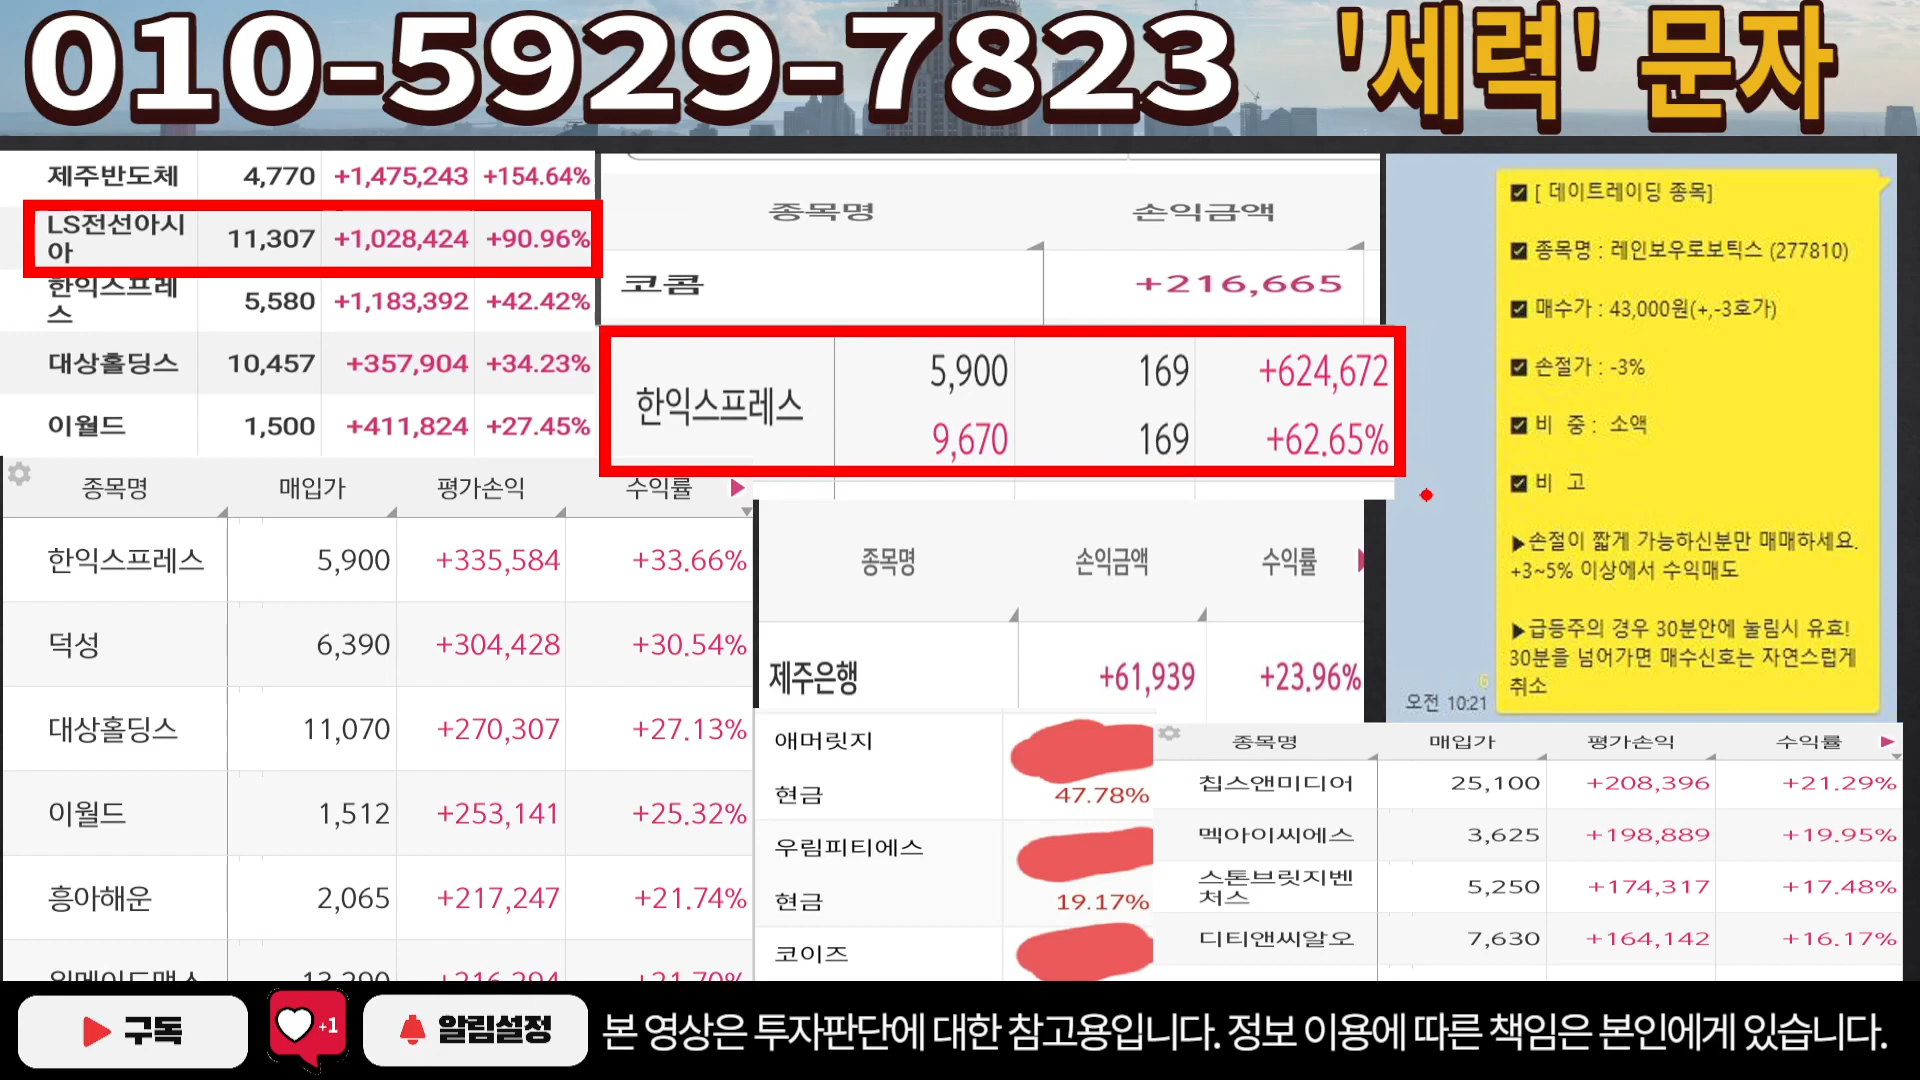 010-5929-7823 '세력' 문자
제주반도체 4,770 +1,475,243 +154.64%
LS전선아시아 11,307 +1,028,424 +90.96%
한익스프레스 5,580 +1,183,392 +42.42%
대상홀딩스 10,457 +357,904 +34.23%
이월드 1,500 +411,824 +27.45%
종목명 손익금액
코콤 +216,665
한익스프레스 5,900 169 +624,672
9,670 169 +62.65%
종목명 매입가 평가손익 수익률
한익스프레스 5,900 +335,584 +33.66%
덕성 6,390 +304,428 +30.54%
대상홀딩스 11,070 +270,307 +27.13%
이월드 1,512 +253,141 +25.32%
흥아해운 2,065 +217,247 +21.74%
종목명 손익금액 수익률
제주은행 +61,939 +23.96%
애머릿지
현금 47.78%
우림피티에스
현금 19.17%
코이즈
[ 데이트레이딩 종목]
종목명 : 레인보우로보틱스 (277810)
매수가 : 43,000원(+,-3호가)
손절가 : -3%
비 중 : 소액
비 고
▶손절이 짧게 가능하신분만 매매하세요.
+3~5% 이상에서 수익매도
▶급등주의 경우 30분안에 눌림시 유효!
30분을 넘어가면 매수신호는 자연스럽게
취소
6
오전 10:21
종목명 매입가 평가손익 수익률
칩스앤미디어 25,100 +208,396 +21.29%
멕아이씨에스 3,625 +198,889 +19.95%
스톤브릿지벤처스 5,250 +174,317 +17.48%
디티앤씨알오 7,630 +164,142 +16.17%
구독 +1 알림설정 본 영상은 투자판단에 대한 참고용입니다. 정보 이용에 따른 책임은 본인에게 있습니다.